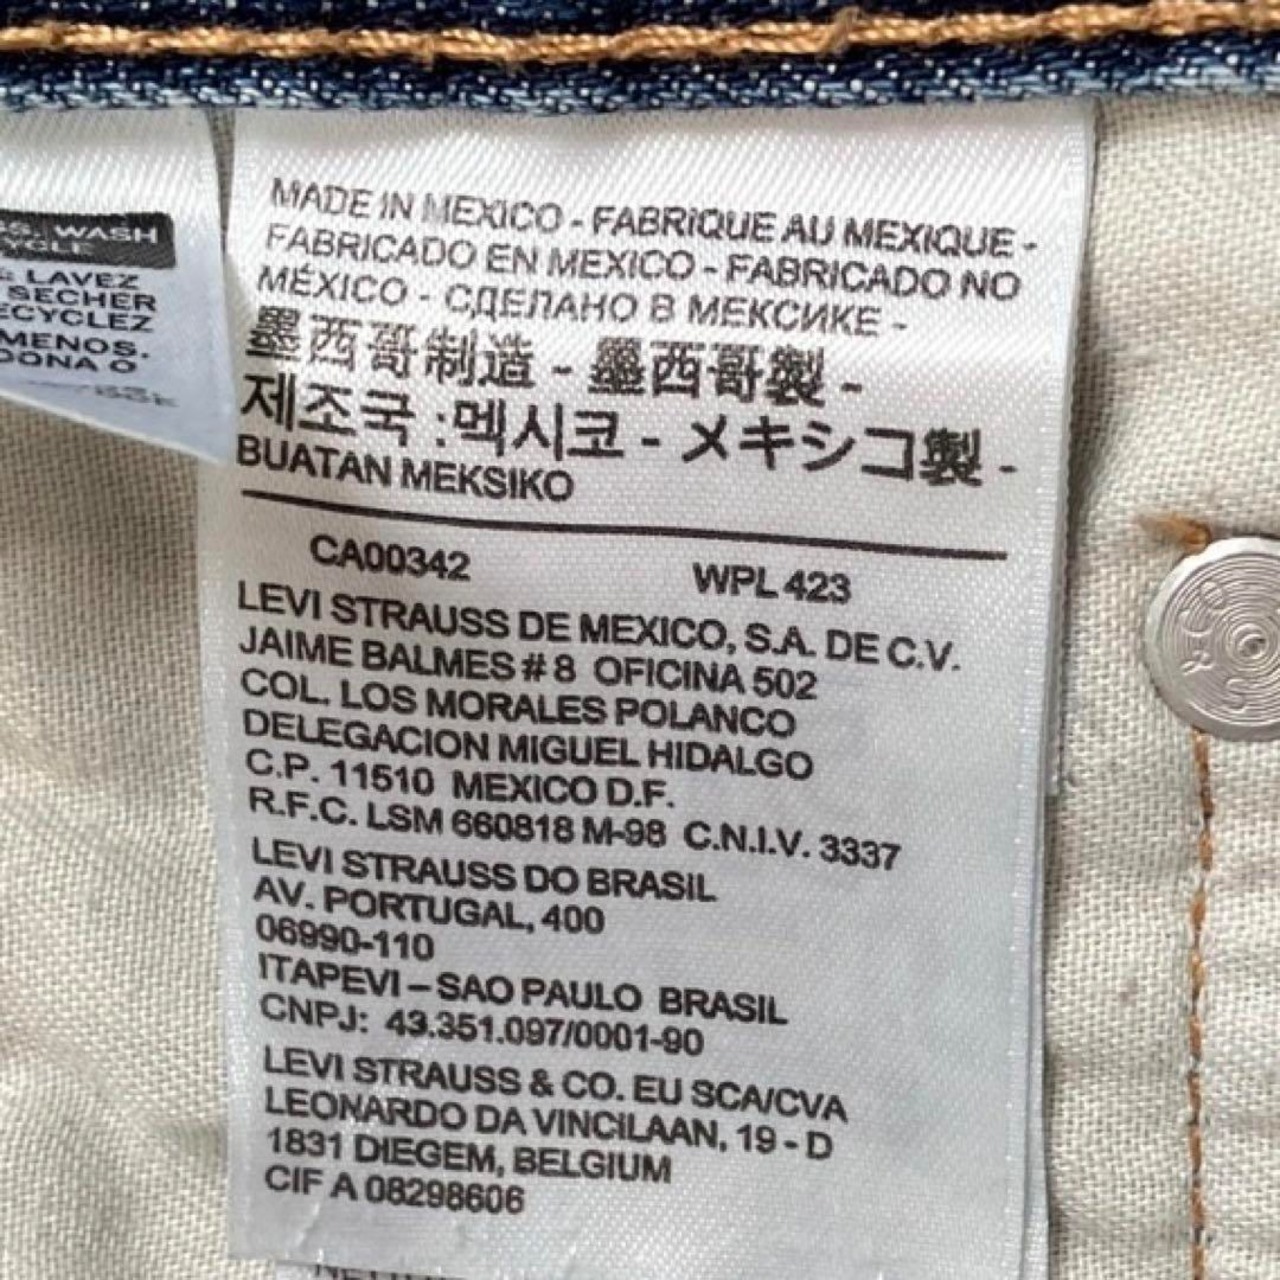 WASH
LAVEZ
SECHER
MENOS.
MADE IN MEXICO - FABRIQUE AU MEXIQUE -
FABRICADO EN MEXICO - FABRICADO NO
MÉXICO - СДЕЛАНО В МЕКСИКЕ -
墨西哥制造 - 墨西哥製 -
제조국 :멕시코 - メキシコ製 -
BUATAN MEKSIKO
CA00342 WPL 423
LEVI STRAUSS DE MEXICO, S.A. DE C.V.
JAIME BALMES # 8 OFICINA 502
COL. LOS MORALES POLANCO
DELEGACION MIGUEL HIDALGO
C.P. 11510 MEXICO D.F.
R.F.C. LSM 660818 M-98 C.N.I.V. 3337
LEVI STRAUSS DO BRASIL
AV. PORTUGAL, 400
06990-110
ITAPEVI – SAO PAULO BRASIL
CNPJ: 43.351.097/0001-90
LEVI STRAUSS & CO. EU SCA/CVA
LEONARDO DA VINCILAAN, 19 - D
1831 DIEGEM, BELGIUM
CIF A 08298606